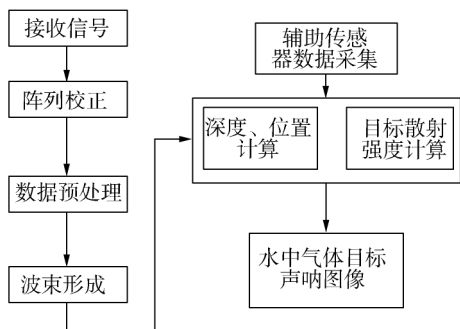 接收信号
阵列校正
数据预处理
波束形成
辅助传感
器数据采集
深度、位置
计算
目标散射
强度计算
水中气体目标
声呐图像